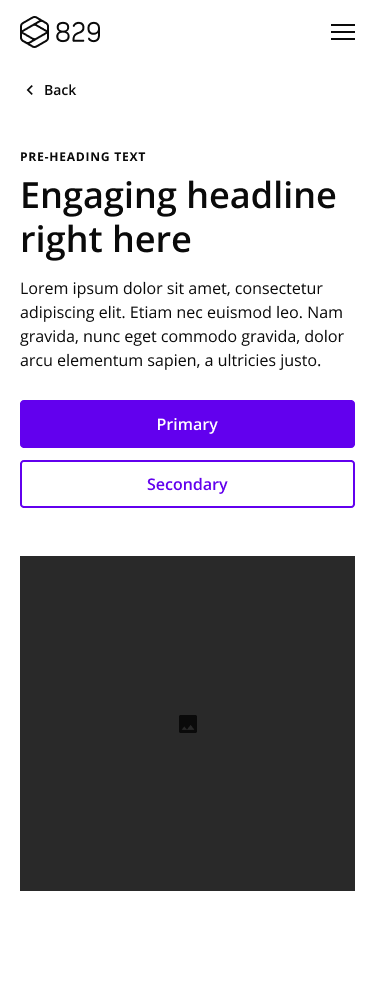 829
Back
PRE-HEADING TEXT
Engaging headline
right here
Lorem ipsum dolor sit amet, consectetur
adipiscing elit. Etiam nec euismod leo. Nam
gravida, nunc eget commodo gravida, dolor
arcu elementum sapien, a ultricies justo.
Primary
Secondary